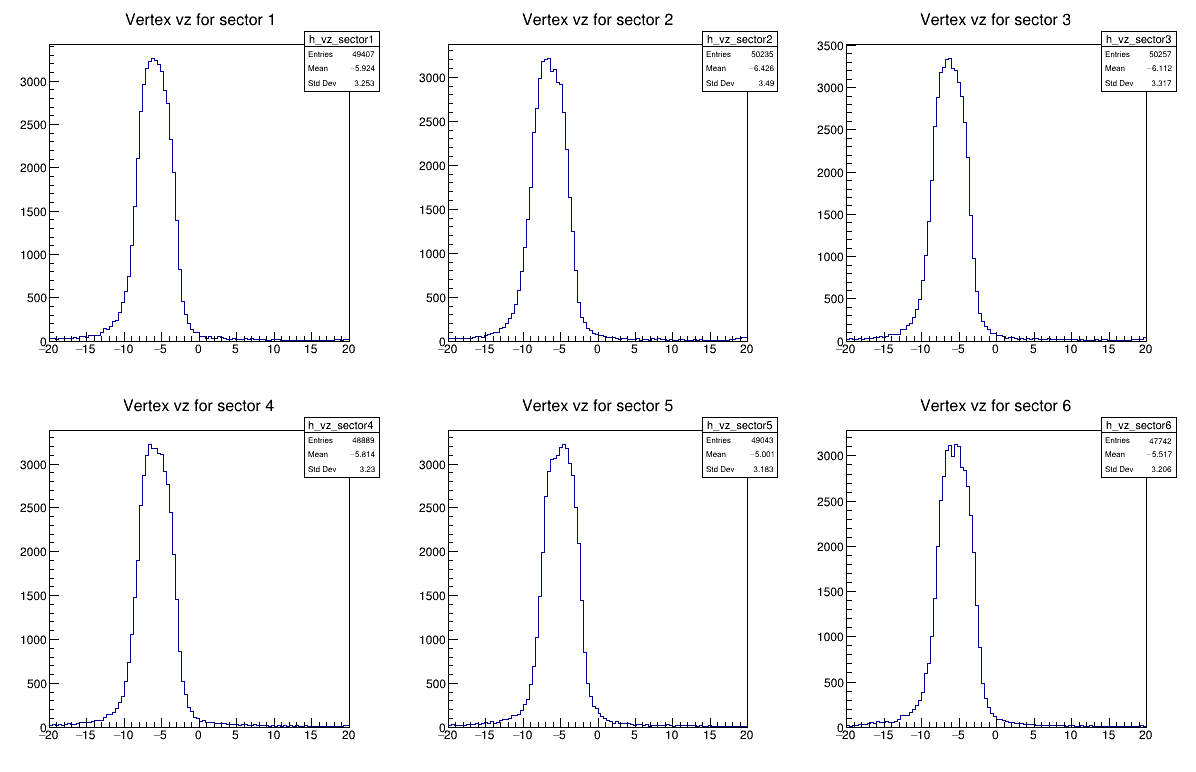 Vertex vz for sector 1
h_vz_sector1
Entries 49407
Mean −5.924
Std Dev 3.253
3000
2500
2000
1500
1000
500
0
−20 −15 −10 −5 0 5 10 15 20
Vertex vz for sector 2
h_vz_sector2
Entries 50235
Mean −6.426
Std Dev 3.49
3000
2500
2000
1500
1000
500
0
−20 −15 −10 −5 0 5 10 15 20
Vertex vz for sector 3
h_vz_sector3
Entries 50257
Mean −6.112
Std Dev 3.317
3500
3000
2500
2000
1500
1000
500
0
−20 −15 −10 −5 0 5 10 15 20
Vertex vz for sector 4
h_vz_sector4
Entries 48889
Mean −5.814
Std Dev 3.23
3000
2500
2000
1500
1000
500
0
−20 −15 −10 −5 0 5 10 15 20
Vertex vz for sector 5
h_vz_sector5
Entries 49043
Mean −5.001
Std Dev 3.183
3000
2500
2000
1500
1000
500
0
−20 −15 −10 −5 0 5 10 15 20
Vertex vz for sector 6
h_vz_sector6
Entries 47742
Mean −5.517
Std Dev 3.206
3000
2500
2000
1500
1000
500
0
−20 −15 −10 −5 0 5 10 15 20